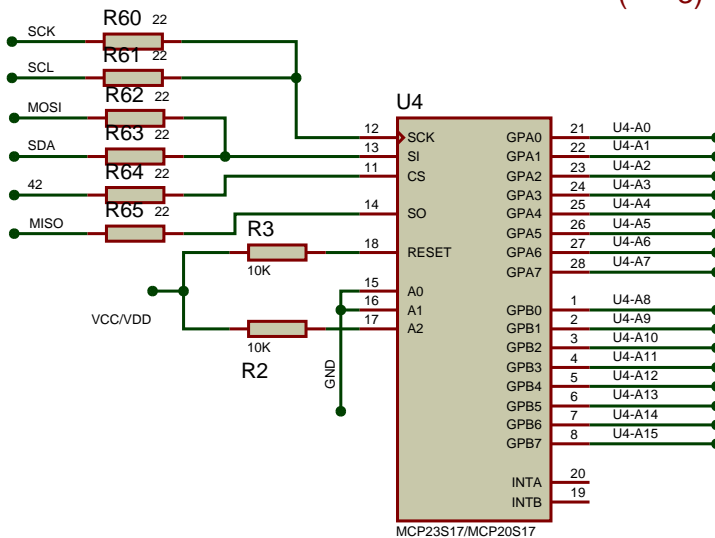 R60 22
SCK
R61 22
SCL
R62 22
MOSI
R63 22
SDA
R64 22
42
R65 22
MISO
R3
10K
VCC/VDD
10K
R2
GND
U4
12 SCK
13 SI
11 CS
14 SO
18 RESET
15 A0
16 A1
17 A2
GPA0 21 U4-A0
GPA1 22 U4-A1
GPA2 23 U4-A2
GPA3 24 U4-A3
GPA4 25 U4-A4
GPA5 26 U4-A5
GPA6 27 U4-A6
GPA7 28 U4-A7
GPB0 1 U4-A8
GPB1 2 U4-A9
GPB2 3 U4-A10
GPB3 4 U4-A11
GPB4 5 U4-A12
GPB5 6 U4-A13
GPB6 7 U4-A14
GPB7 8 U4-A15
INTA 20
INTB 19
MCP23S17/MCP20S17